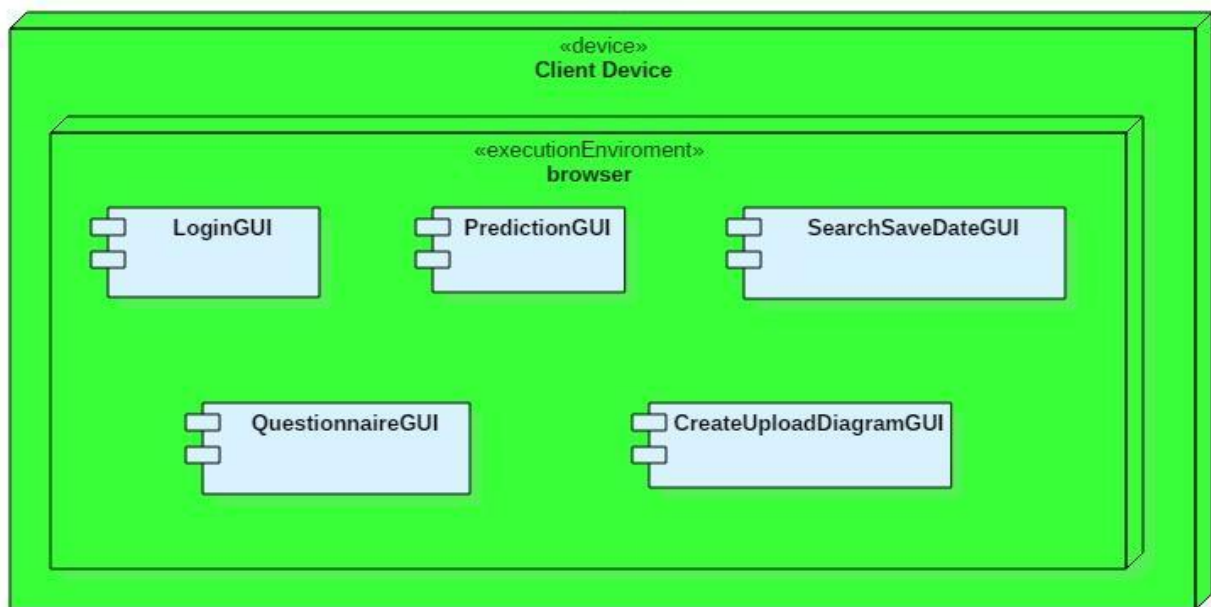 «device»
Client Device
«executionEnviroment»
browser
LoginGUI
PredictionGUI
SearchSaveDateGUI
QuestionnaireGUI
CreateUploadDiagramGUI